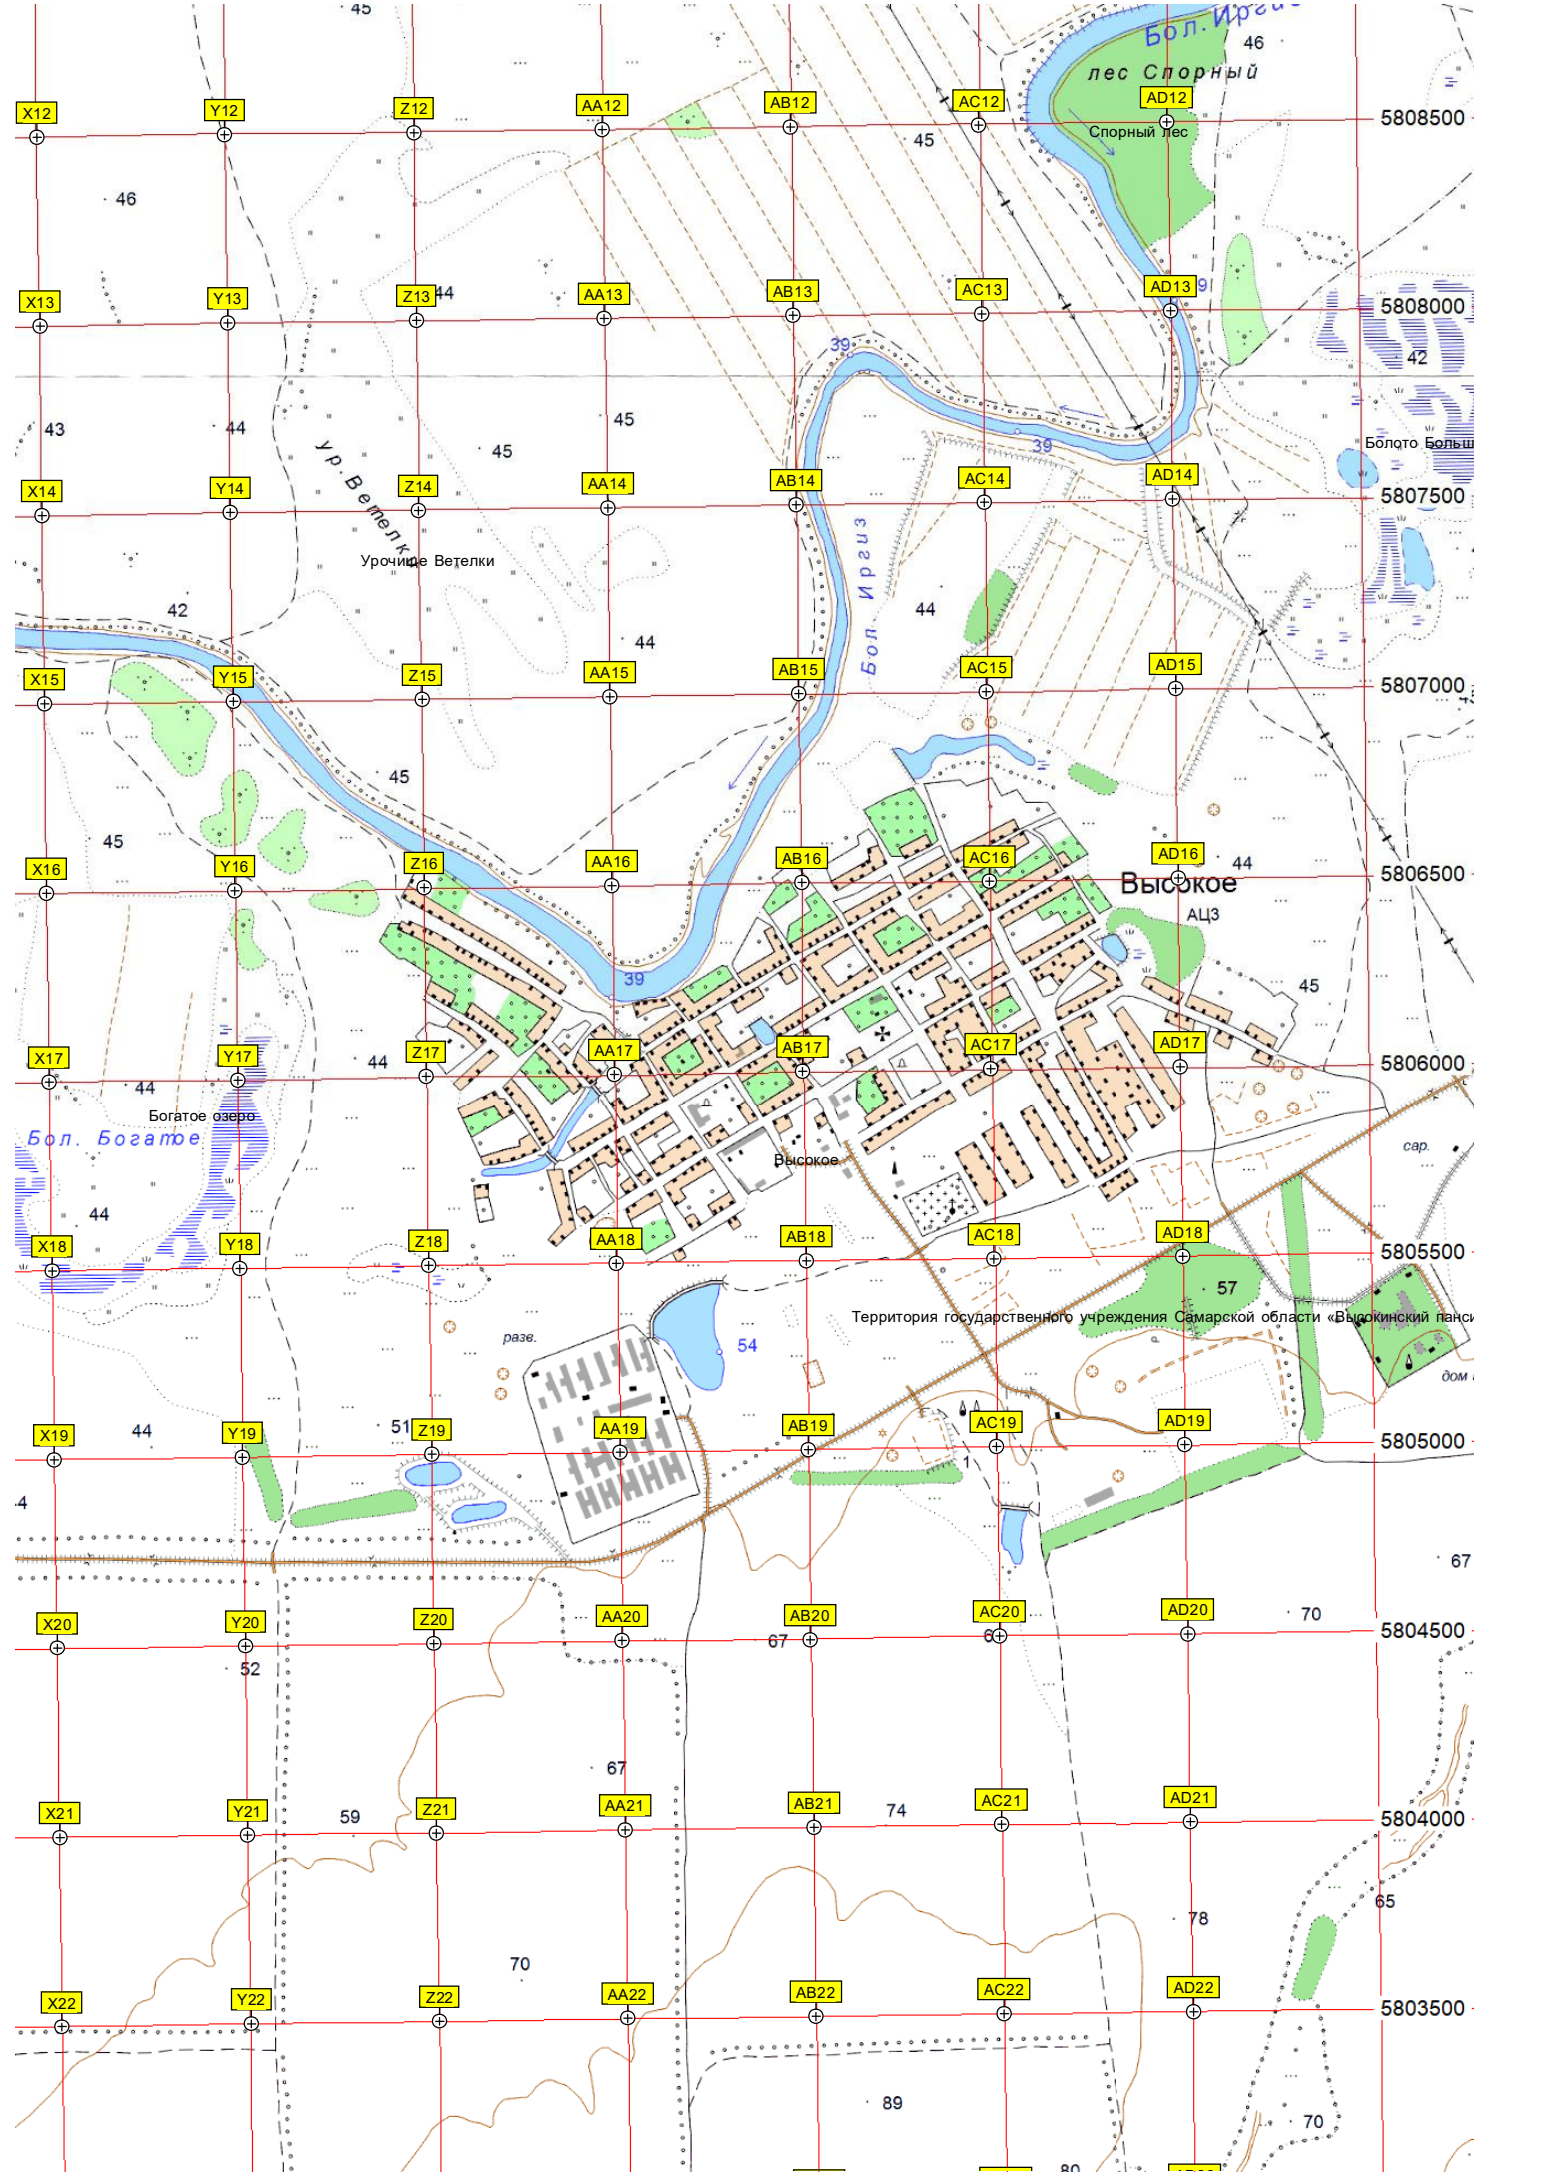 45
Бол. Иргиз
46
лес Спорный
X12 Y12 Z12 AA12 AB12 AC12 AD12 5808500
Спорный лес
45
46
X13 Y13 Z13 44 AA13 AB13 AC13 AD13 9 5808000
39
42
43 44 45 45 39
Болото Больш
ур. Ветелки
X14 Y14 Z14 AA14 AB14 AC14 AD14 5807500
Урочище Ветелки
Бол Иргиз
42 44 44
X15 Y15 Z15 AA15 AB15 AC15 AD15 5807000
45
45
X16 Y16 Z16 AA16 AB16 AC16 AD16 44 5806500
Высокое
АЦЗ
39 45
X17 Y17 Z17 44 AA17 AB17 AC17 AD17 5806000
44
Богатое озеро
Бол. Богатое
сар.
Высокое
44
X18 Y18 Z18 AA18 AB18 AC18 AD18 5805500
57
Территория государственного учреждения Самарской области «Высокинский панси
разв. 54
дом
44 51
X19 Y19 Z19 AA19 AB19 AC19 AD19 5805000
1
4
67
X20 Y20 Z20 AA20 AB20 AC20 AD20 70 5804500
67 6
52
67
59 74
X21 Y21 Z21 AA21 AB21 AC21 AD21 5804000
65
78
70
X22 Y22 Z22 AA22 AB22 AC22 AD22 5803500
89
70
80